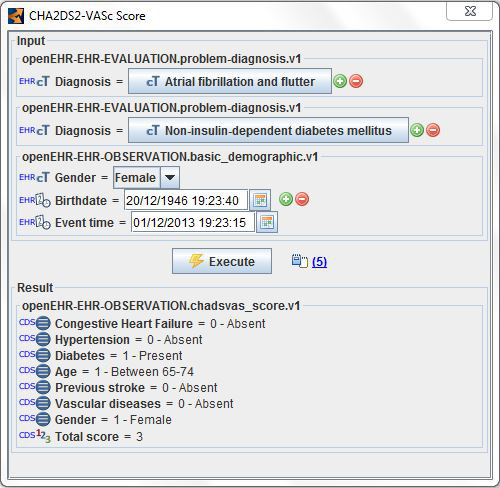 CHA2DS2-VASc Score
Input
openEHR-EHR-EVALUATION.problem-diagnosis.v1
EHR cT Diagnosis = cT Atrial fibrillation and flutter
openEHR-EHR-EVALUATION.problem-diagnosis.v1
EHR cT Diagnosis = cT Non-insulin-dependent diabetes mellitus
openEHR-EHR-OBSERVATION.basic_demographic.v1
EHR cT Gender = Female
EHR Birthdate = 20/12/1946 19:23:40
EHR Event time = 01/12/2013 19:23:15
Execute (5)
Result
openEHR-EHR-OBSERVATION.chadsvas_score.v1
CDS Congestive Heart Failure = 0 - Absent
CDS Hypertension = 0 - Absent
CDS Diabetes = 1 - Present
CDS Age = 1 - Between 65-74
CDS Previous stroke = 0 - Absent
CDS Vascular diseases = 0 - Absent
CDS Gender = 1 - Female
CDS 123 Total score = 3